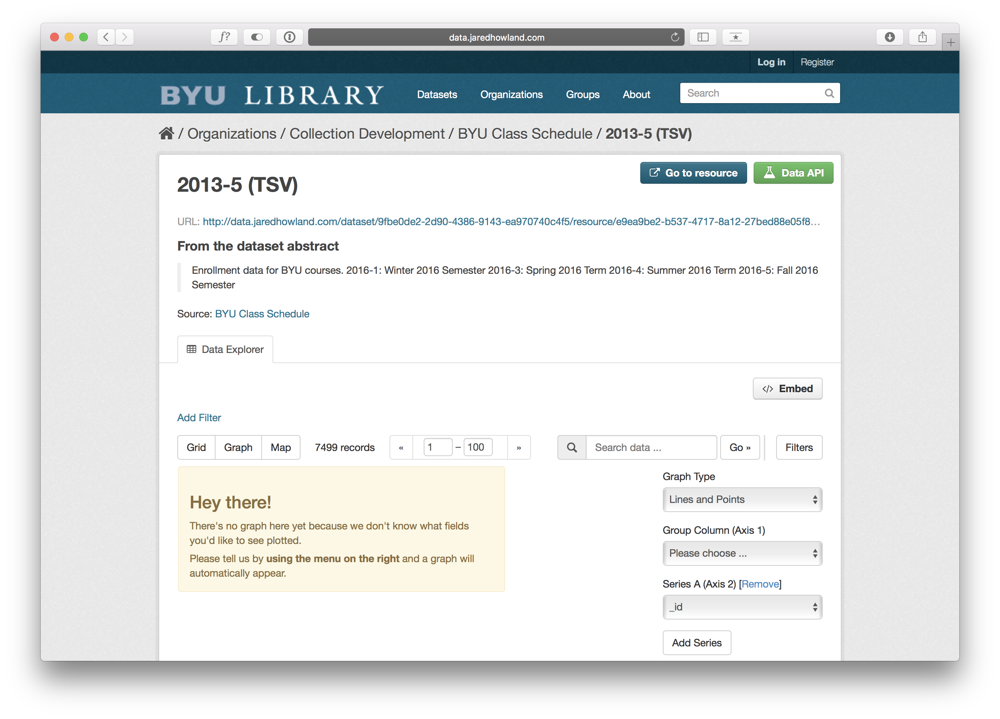 f?
data.jaredhowland.com
Log in
Register
BYU LIBRARY
Datasets
Organizations
Groups
About
Search
/ Organizations / Collection Development / BYU Class Schedule / 2013-5 (TSV)
Go to resource
Data API
2013-5 (TSV)
URL: http://data.jaredhowland.com/dataset/9fbe0de2-2d90-4386-9143-ea970740c4f5/resource/e9ea9be2-b537-4717-8a12-27bed88e05f8...
From the dataset abstract
Enrollment data for BYU courses. 2016-1: Winter 2016 Semester 2016-3: Spring 2016 Term 2016-4: Summer 2016 Term 2016-5: Fall 2016
Semester
Source: BYU Class Schedule
Data Explorer
</> Embed
Add Filter
Grid
Graph
Map
7499 records
«
1 – 100
»
Search data ...
Go »
Filters
Hey there!
There's no graph here yet because we don't know what fields
you'd like to see plotted.
Please tell us by using the menu on the right and a graph will
automatically appear.
Graph Type
Lines and Points
Group Column (Axis 1)
Please choose ...
Series A (Axis 2) [Remove]
_id
Add Series